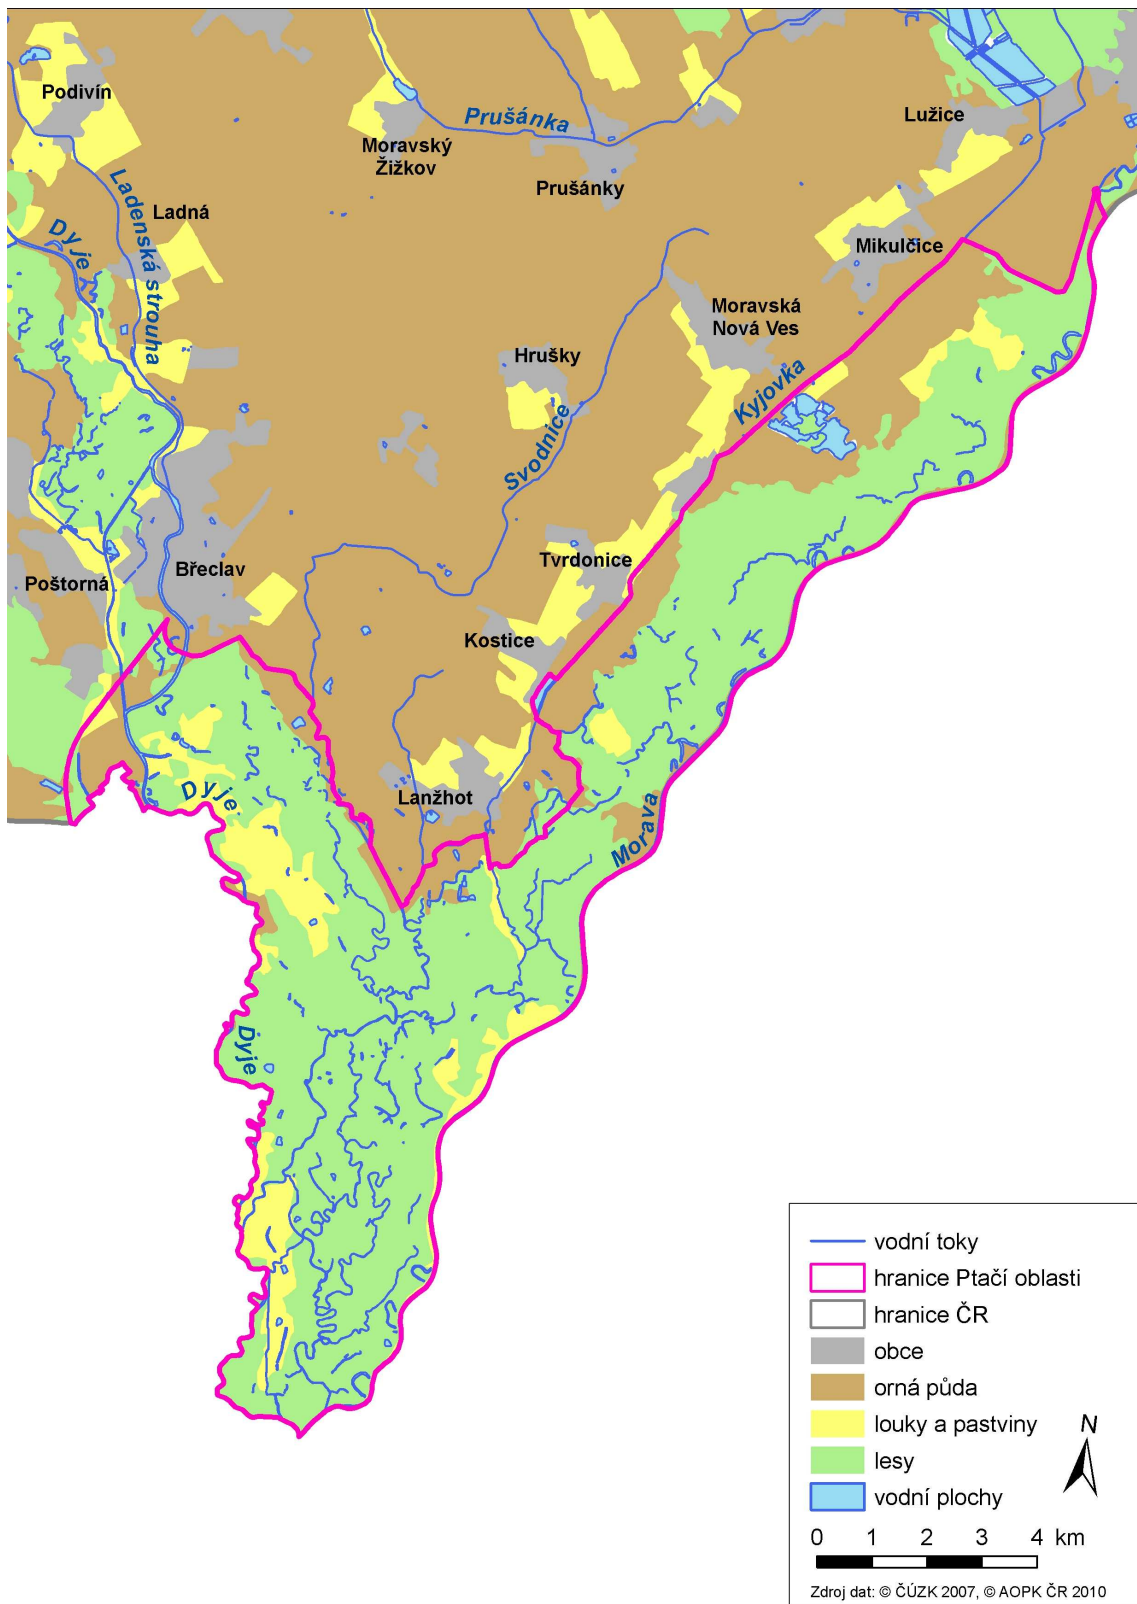 Podivín
Prušánka
Lužice
Moravský
Žižkov
Prušánky
Ladenská strouha
Ladná
Dyje
Mikulčice
Moravská
Nová Ves
Hrušky
Kyjovka
Svodnice
Břeclav
Tvrdonice
Poštorná
Kostice
Dyje
Lanžhot
Morava
Dyje
vodní toky
hranice Ptačí oblasti
hranice ČR
obce
orná půda
louky a pastviny
lesy
vodní plochy
N
0 1 2 3 4 km
Zdroj dat: © ČÚZK 2007, © AOPK ČR 2010